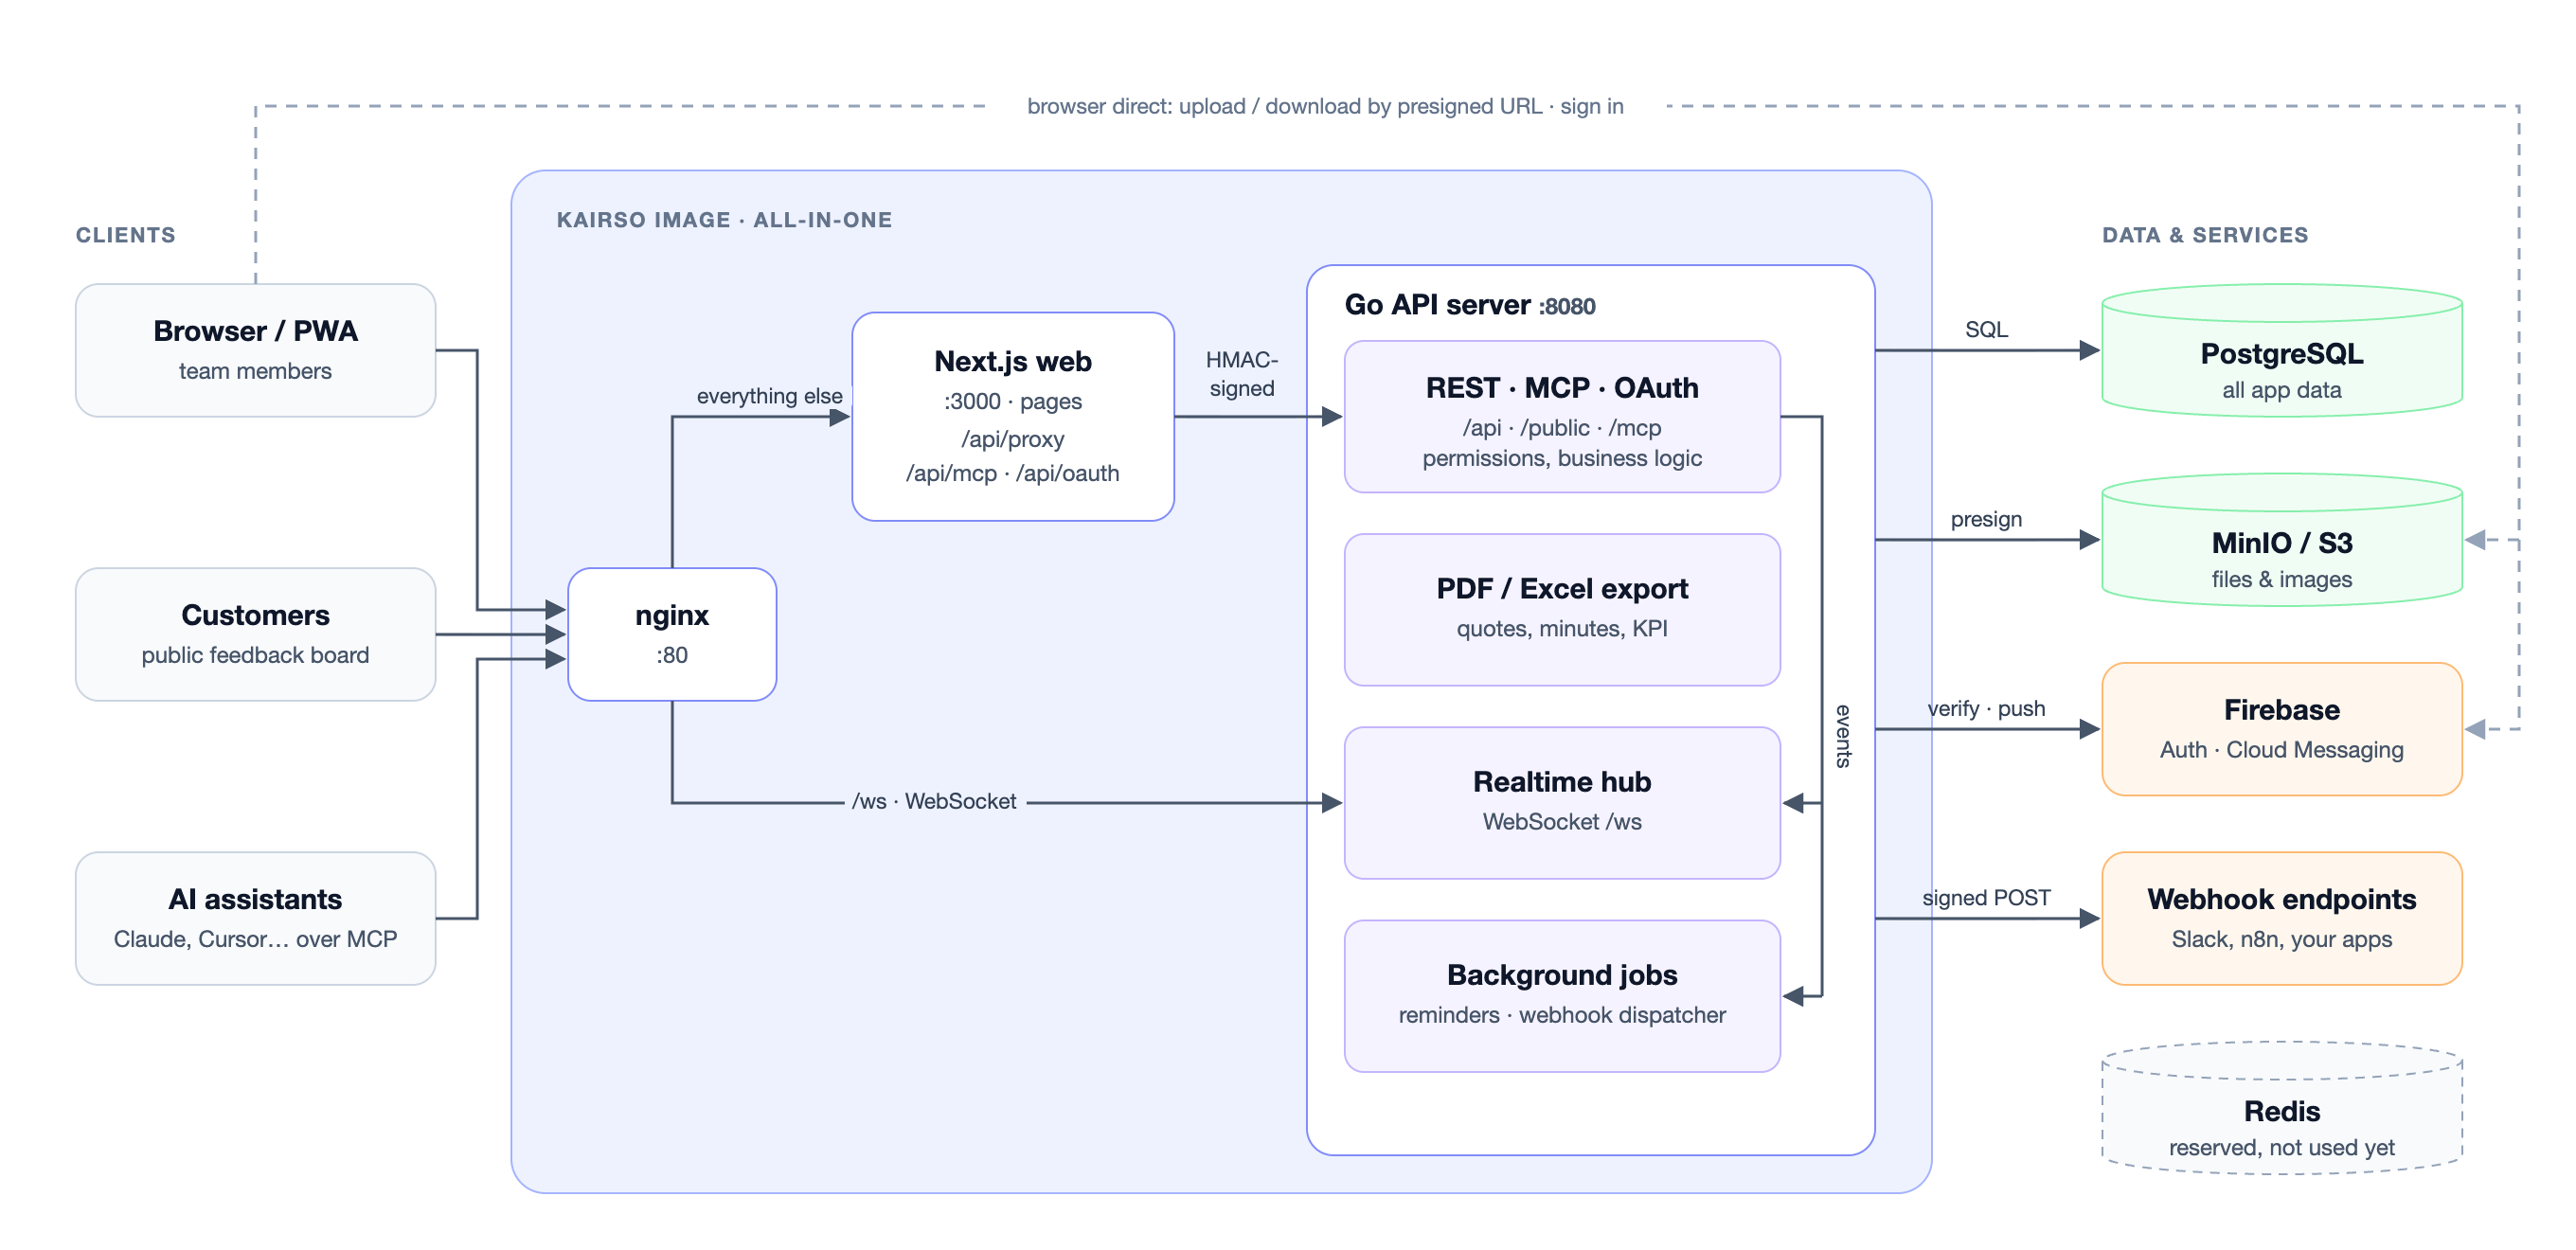 browser direct: upload / download by presigned URL · sign in
CLIENTS
Browser / PWA
team members
Customers
public feedback board
AI assistants
Claude, Cursor… over MCP
KAIRSO IMAGE · ALL-IN-ONE
nginx
:80
everything else
Next.js web
:3000 · pages
/api/proxy
/api/mcp · /api/oauth
HMAC-
signed
/ws · WebSocket
Go API server :8080
REST · MCP · OAuth
/api · /public · /mcp
permissions, business logic
PDF / Excel export
quotes, minutes, KPI
Realtime hub
WebSocket /ws
Background jobs
reminders · webhook dispatcher
events
SQL
presign
verify · push
signed POST
DATA & SERVICES
PostgreSQL
all app data
MinIO / S3
files & images
Firebase
Auth · Cloud Messaging
Webhook endpoints
Slack, n8n, your apps
Redis
reserved, not used yet